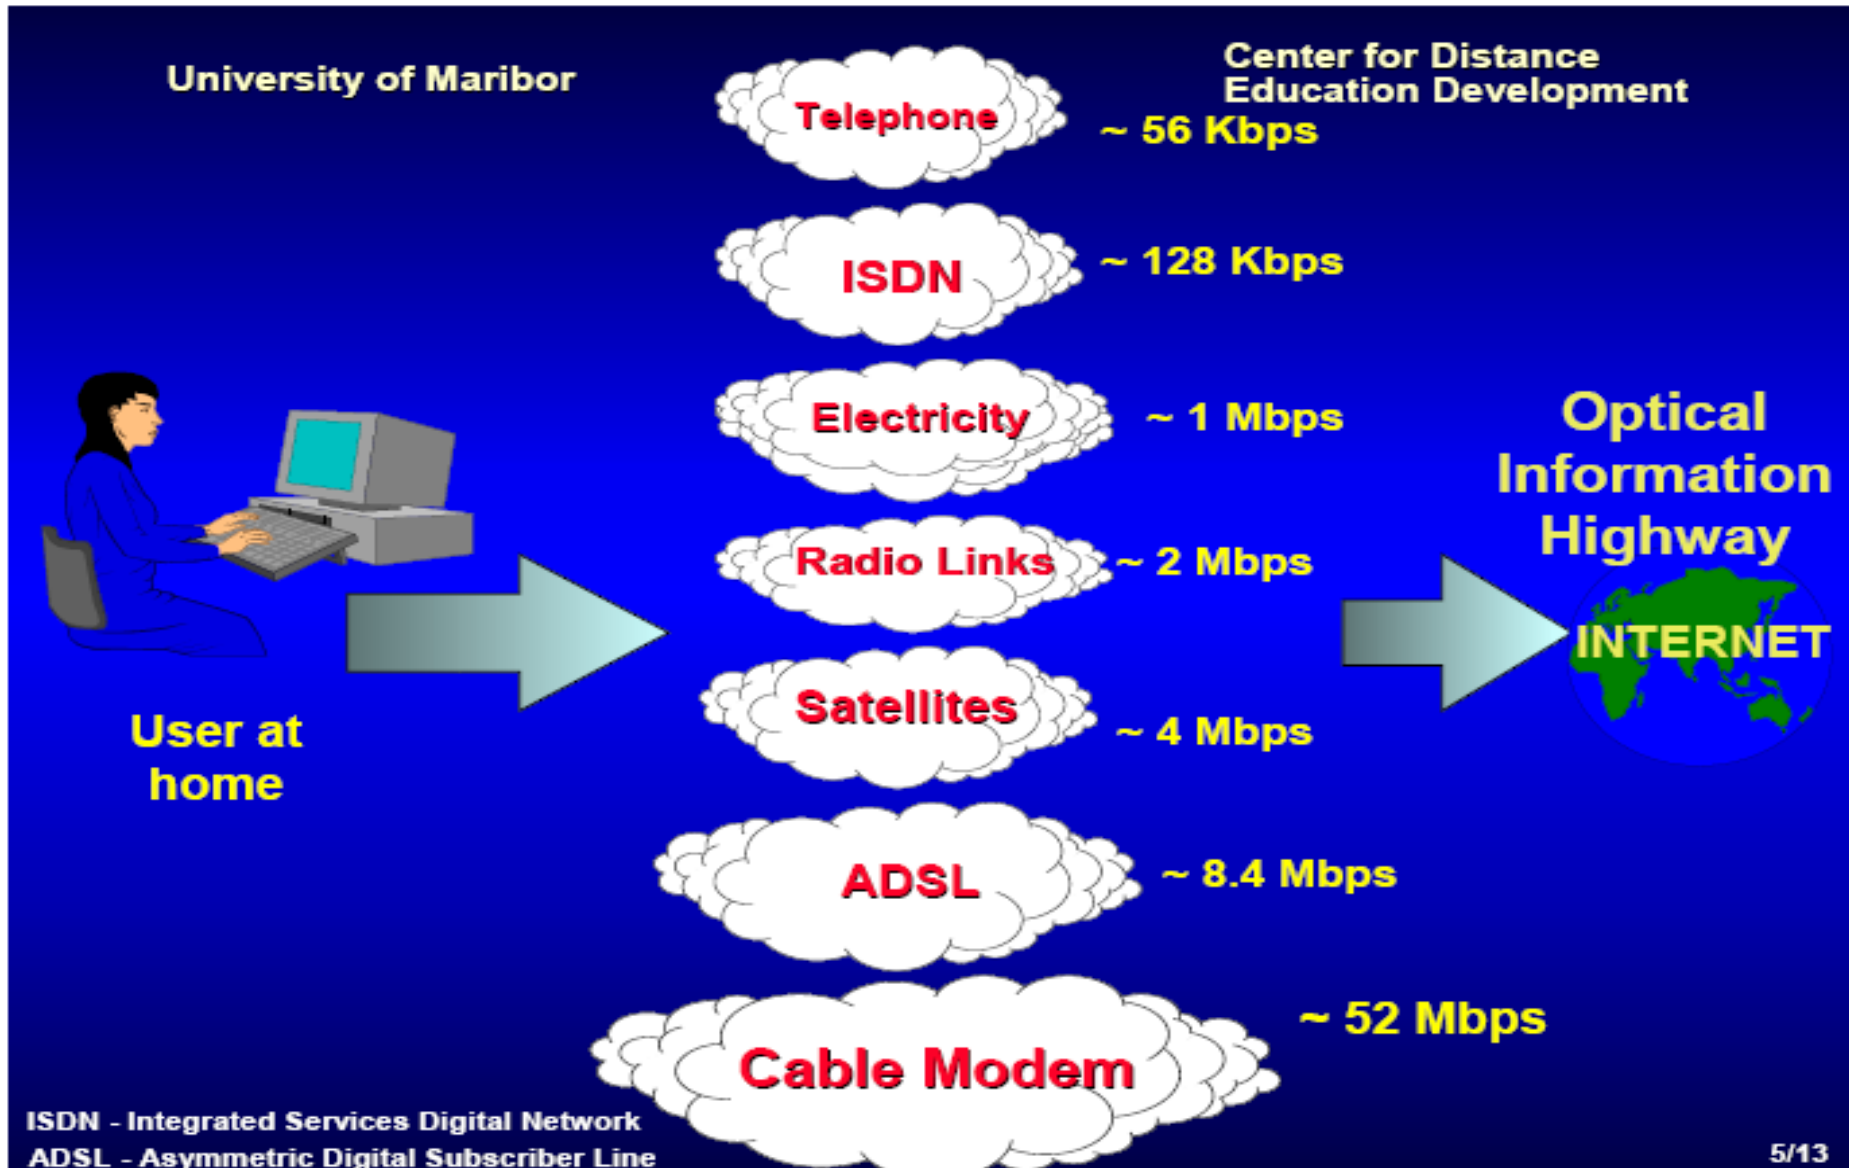 University of Maribor
Center for Distance
Education Development
Telephone
~ 56 Kbps
ISDN
~ 128 Kbps
Electricity
~ 1 Mbps
Radio Links
~ 2 Mbps
Satellites
~ 4 Mbps
ADSL
~ 8.4 Mbps
Cable Modem
~ 52 Mbps
User at
home
Optical
Information
Highway
INTERNET
ISDN - Integrated Services Digital Network
ADSL - Asymmetric Digital Subscriber Line
5/13